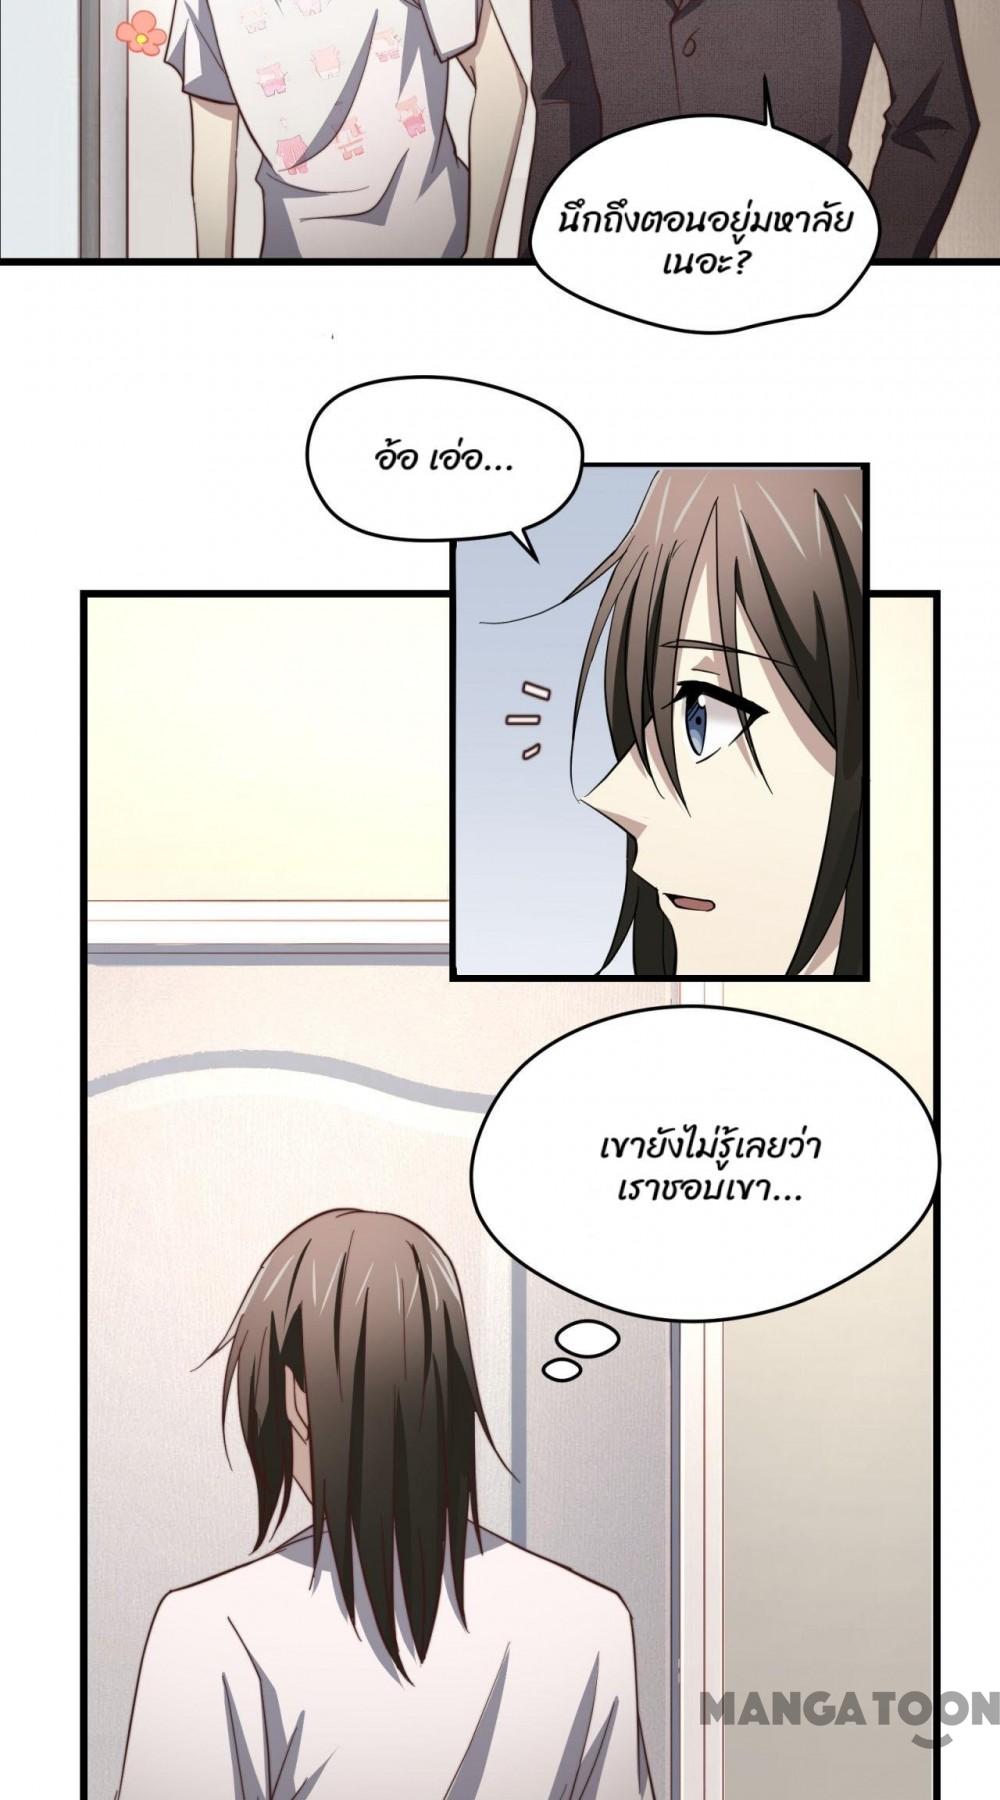 นึกถึงตอนอยู่มหาลัย
เนอะ?
อ้อ เอ่อ...
เขายังไม่รู้เลยว่า
เราชอบเขา...
MANGATOON